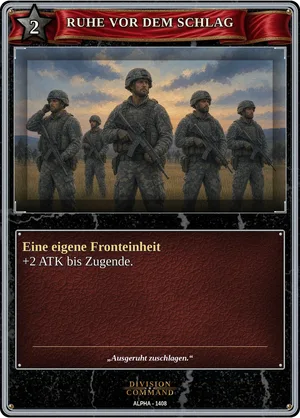 2
RUHE VOR DEM SCHLAG
Eine eigene Fronteinheit
+2 ATK bis Zugende.
„Ausgeruht zuschlagen.“
DIVISION
COMMAND
ALPHA - 1408